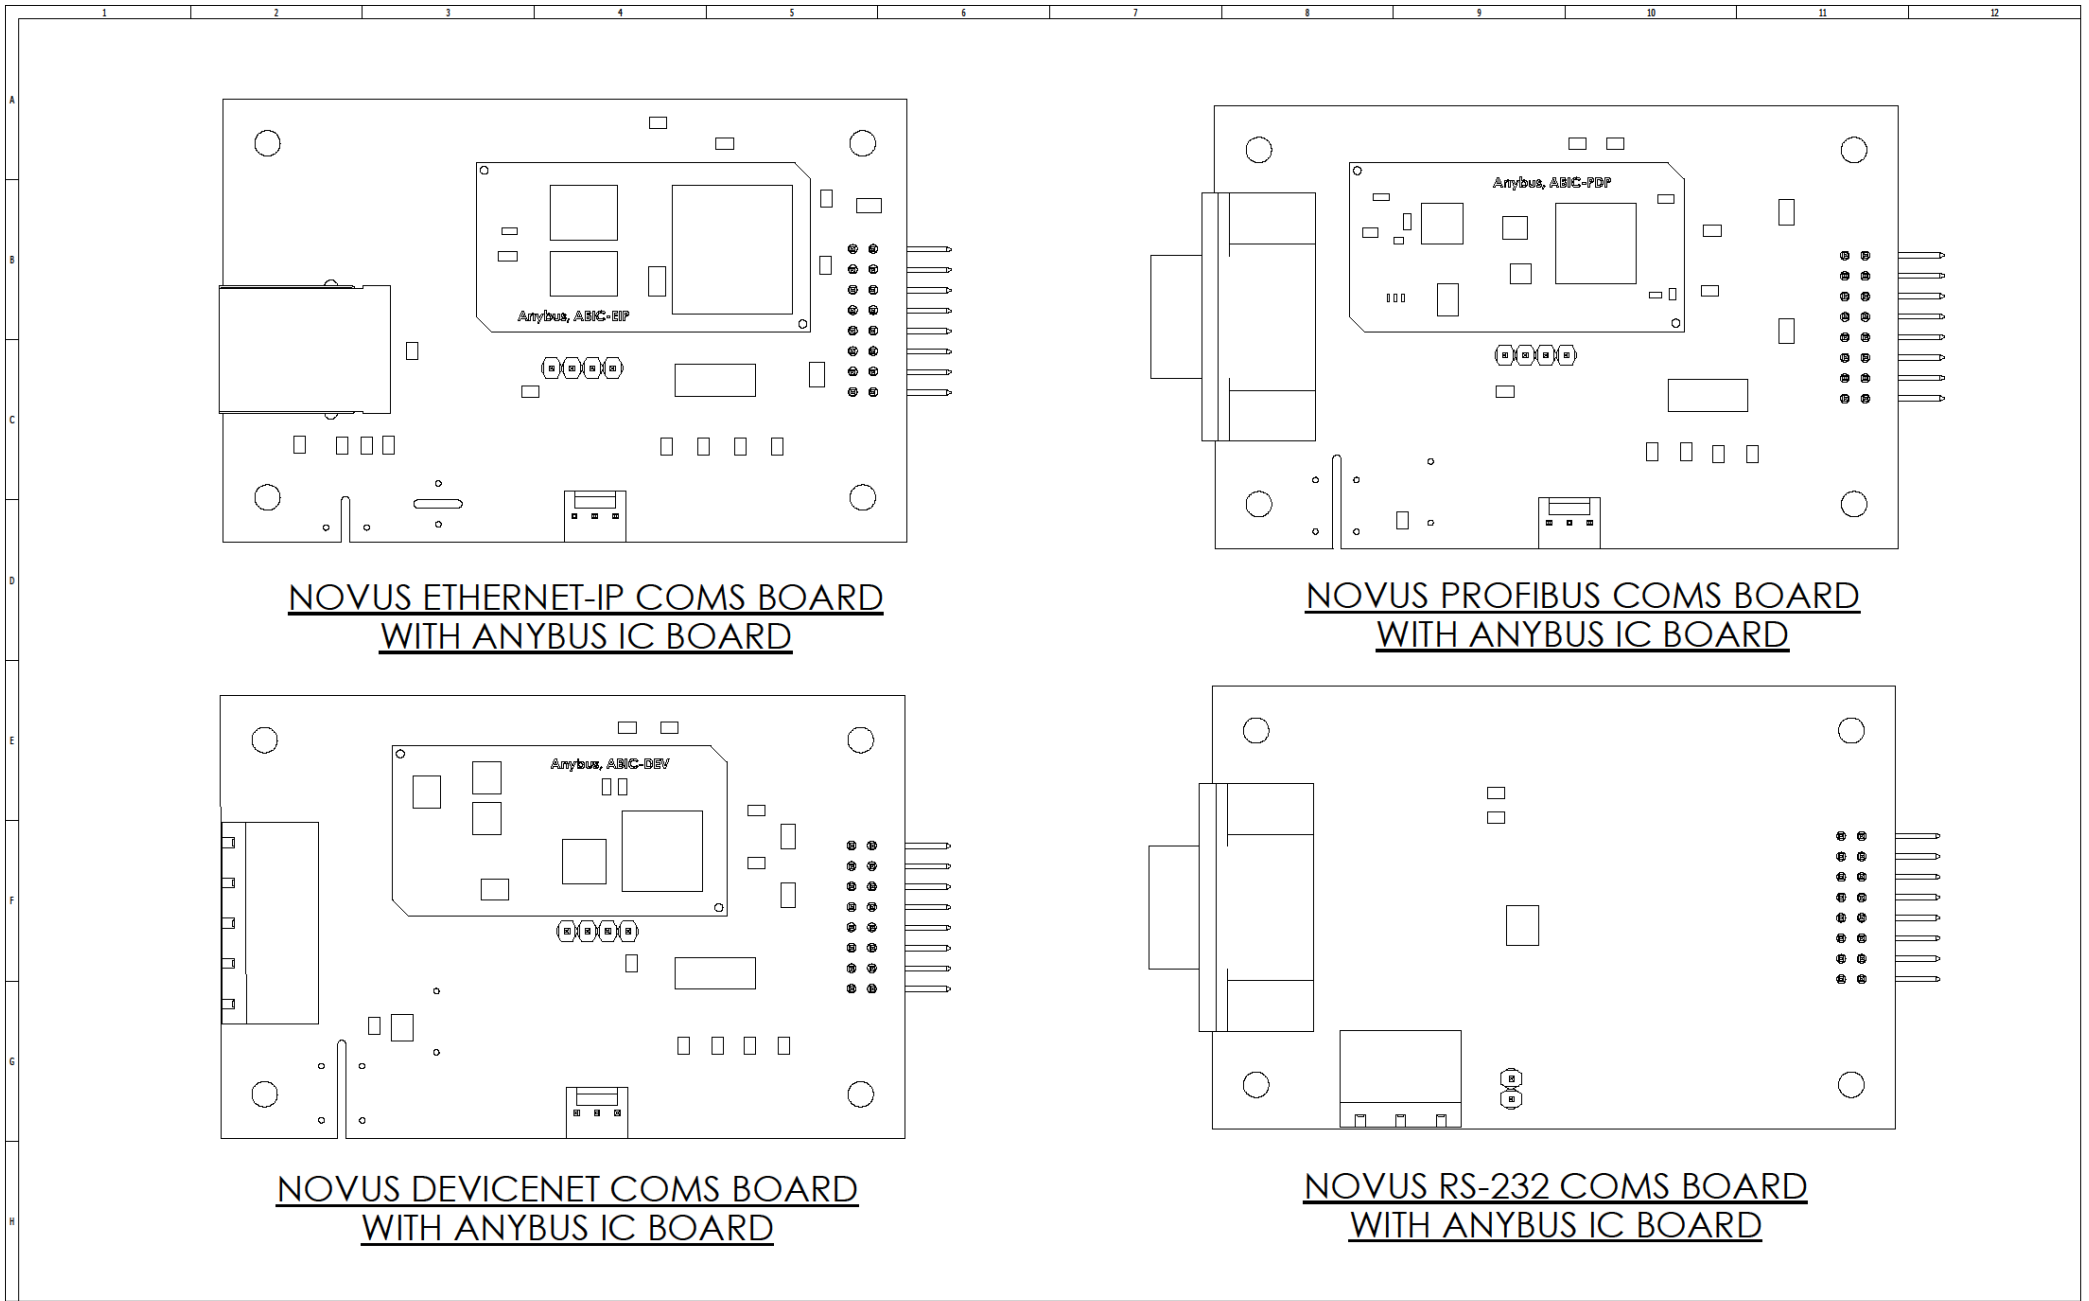 1 2 3 4 5 6 7 8 9 10 11 12
A
B
C
D
E
F
G
H
Anybus, ABIC-EIP
NOVUS ETHERNET-IP COMS BOARD
WITH ANYBUS IC BOARD
Anybus, ABIC-PDP
NOVUS PROFIBUS COMS BOARD
WITH ANYBUS IC BOARD
Anybus, ABIC-DEV
NOVUS DEVICENET COMS BOARD
WITH ANYBUS IC BOARD
NOVUS RS-232 COMS BOARD
WITH ANYBUS IC BOARD